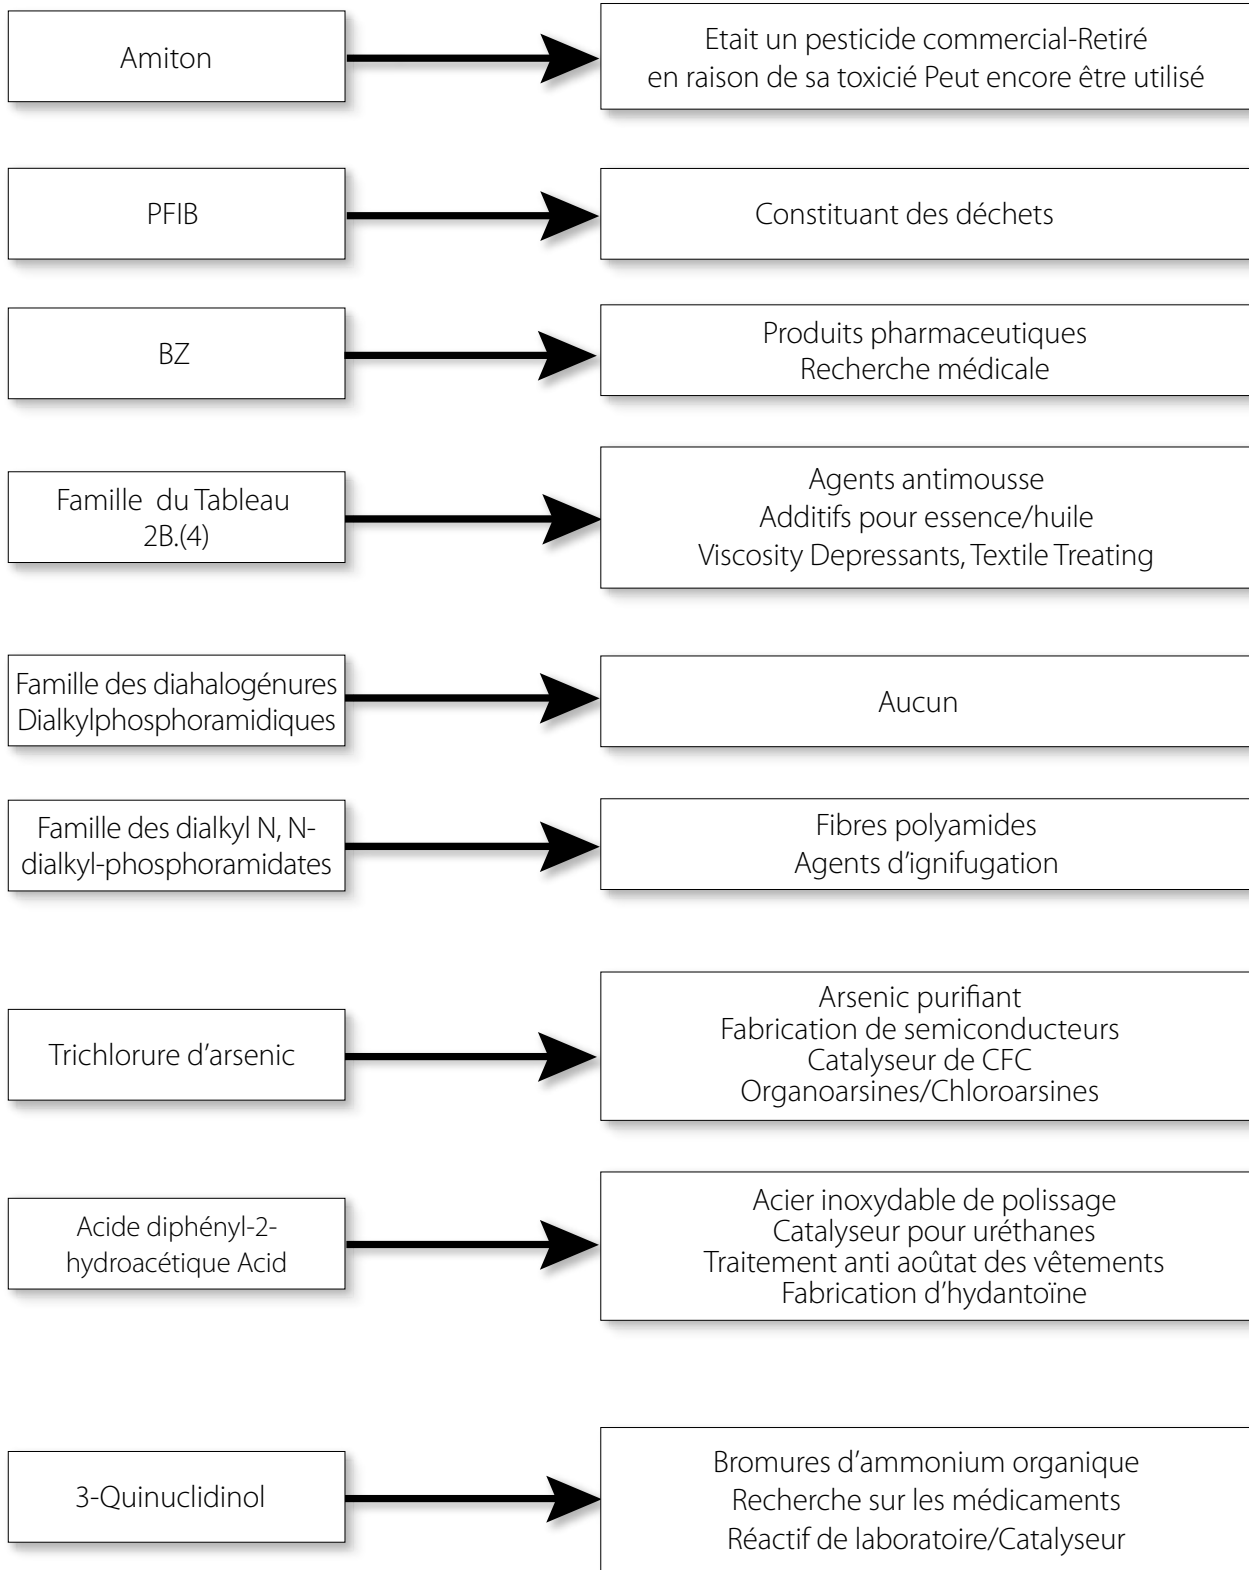 Amiton
Etait un pesticide commercial-Retiré
en raison de sa toxicié Peut encore être utilisé
PFIB
Constituant des déchets
BZ
Produits pharmaceutiques
Recherche médicale
Famille du Tableau
2B.(4)
Agents antimousse
Additifs pour essence/huile
Viscosity Depressants, Textile Treating
Famille des diahalogénures
Dialkylphosphoramidiques
Aucun
Famille des dialkyl N, N-
dialkyl-phosphoramidates
Fibres polyamides
Agents d’ignifugation
Trichlorure d’arsenic
Arsenic purifiant
Fabrication de semiconducteurs
Catalyseur de CFC
Organoarsines/Chloroarsines
Acide diphényl-2-
hydroacétique Acid
Acier inoxydable de polissage
Catalyseur pour uréthanes
Traitement anti aoûtat des vêtements
Fabrication d’hydantoïne
3-Quinuclidinol
Bromures d’ammonium organique
Recherche sur les médicaments
Réactif de laboratoire/Catalyseur